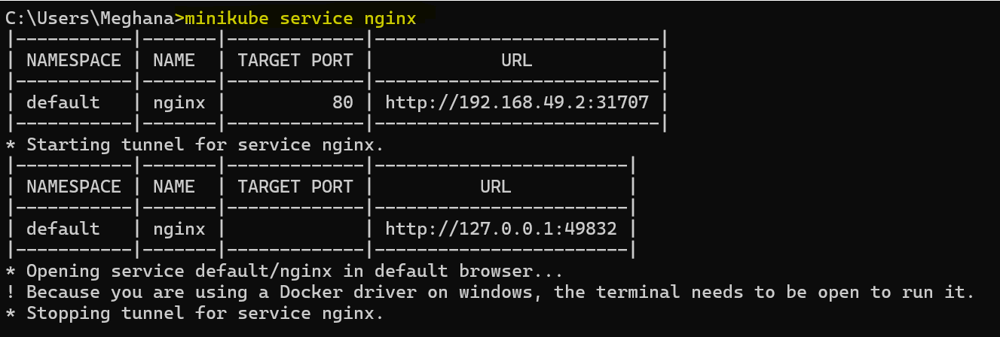 C:\Users\Meghana>minikube service nginx
|-----------|-------|-------------|---------------------------|
| NAMESPACE | NAME  | TARGET PORT |            URL            |
|-----------|-------|-------------|---------------------------|
| default   | nginx |          80 | http://192.168.49.2:31707 |
|-----------|-------|-------------|---------------------------|
* Starting tunnel for service nginx.
|-----------|-------|-------------|------------------------|
| NAMESPACE | NAME  | TARGET PORT |          URL           |
|-----------|-------|-------------|------------------------|
| default   | nginx |             | http://127.0.0.1:49832 |
|-----------|-------|-------------|------------------------|
* Opening service default/nginx in default browser...
! Because you are using a Docker driver on windows, the terminal needs to be open to run it.
* Stopping tunnel for service nginx.